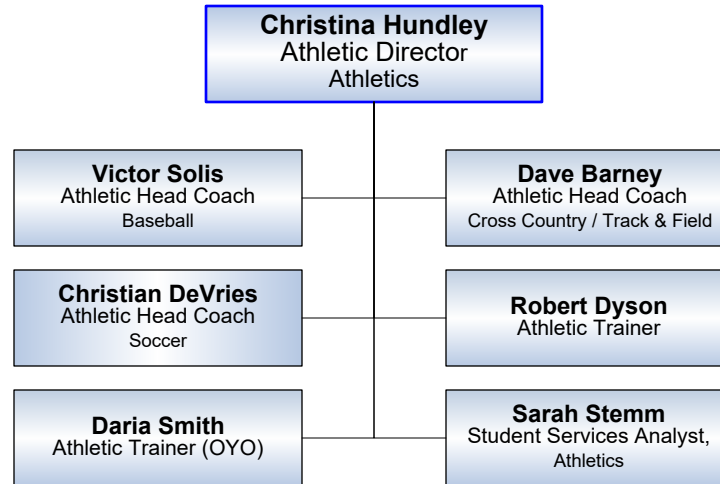 Christina Hundley
Athletic Director
Athletics
Victor Solis
Athletic Head Coach
Baseball
Dave Barney
Athletic Head Coach
Cross Country / Track & Field
Christian DeVries
Athletic Head Coach
Soccer
Robert Dyson
Athletic Trainer
Daria Smith
Athletic Trainer (OYO)
Sarah Stemm
Student Services Analyst,
Athletics